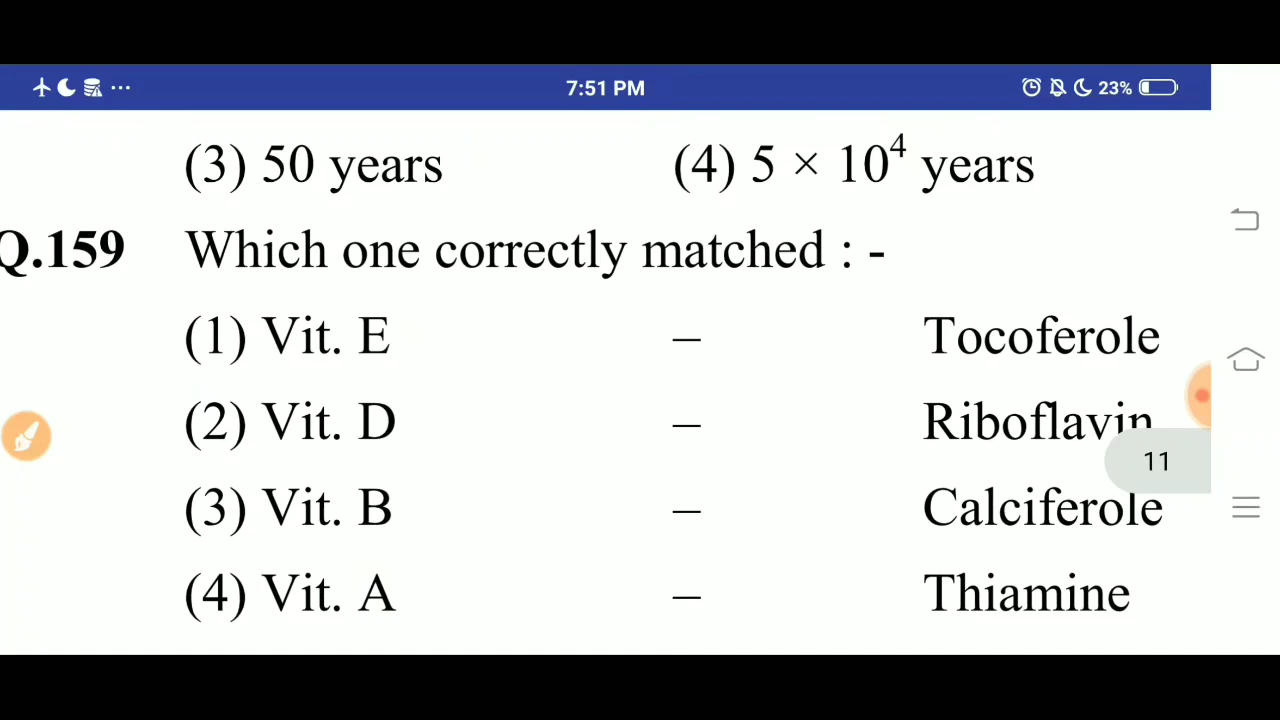 7:51 PM 23%
(3) 50 years (4) 5 × 10⁴ years
Q.159 Which one correctly matched : -
(1) Vit. E – Tocoferole
(2) Vit. D – Riboflavin
11
(3) Vit. B – Calciferole
(4) Vit. A – Thiamine